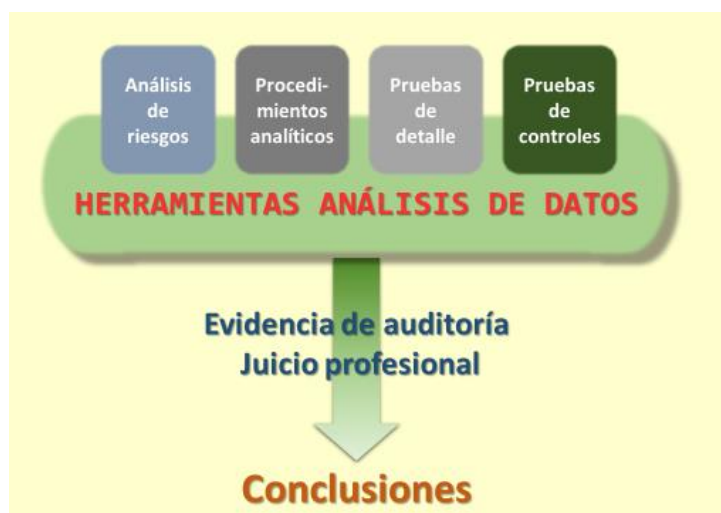 Análisis
de
riesgos
Procedi-
mientos
analíticos
Pruebas
de
detalle
Pruebas
de
controles
HERRAMIENTAS ANÁLISIS DE DATOS
Evidencia de auditoría
Juicio profesional
Conclusiones